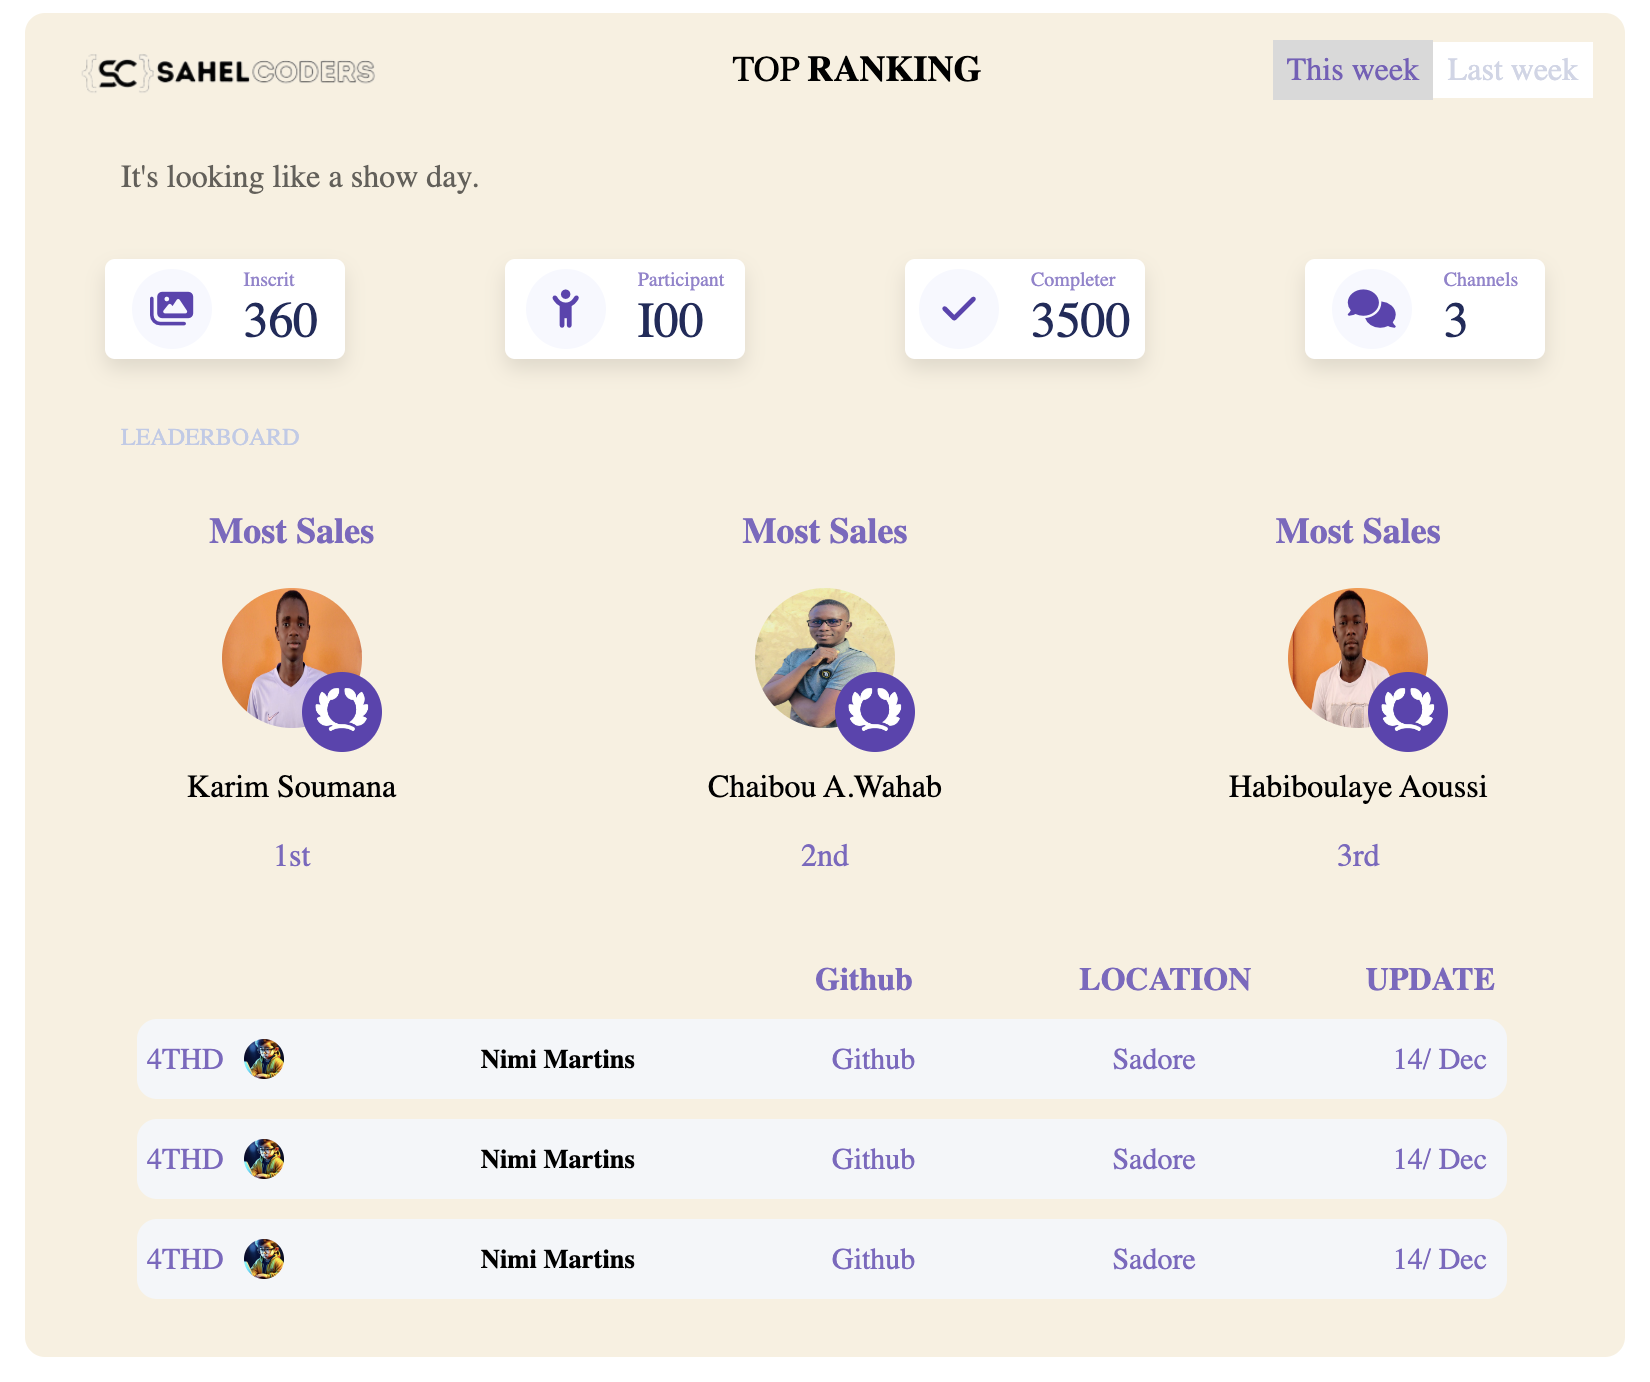 {SC} SAHELCODERS
TOP RANKING
This week Last week
It's looking like a show day.
Inscrit
360
Participant
I00
Completer
3500
Channels
3
LEADERBOARD
Most Sales
Karim Soumana
1st
Most Sales
Chaibou A.Wahab
2nd
Most Sales
Habiboulaye Aoussi
3rd
Github LOCATION UPDATE
4THD Nimi Martins Github Sadore 14/ Dec
4THD Nimi Martins Github Sadore 14/ Dec
4THD Nimi Martins Github Sadore 14/ Dec